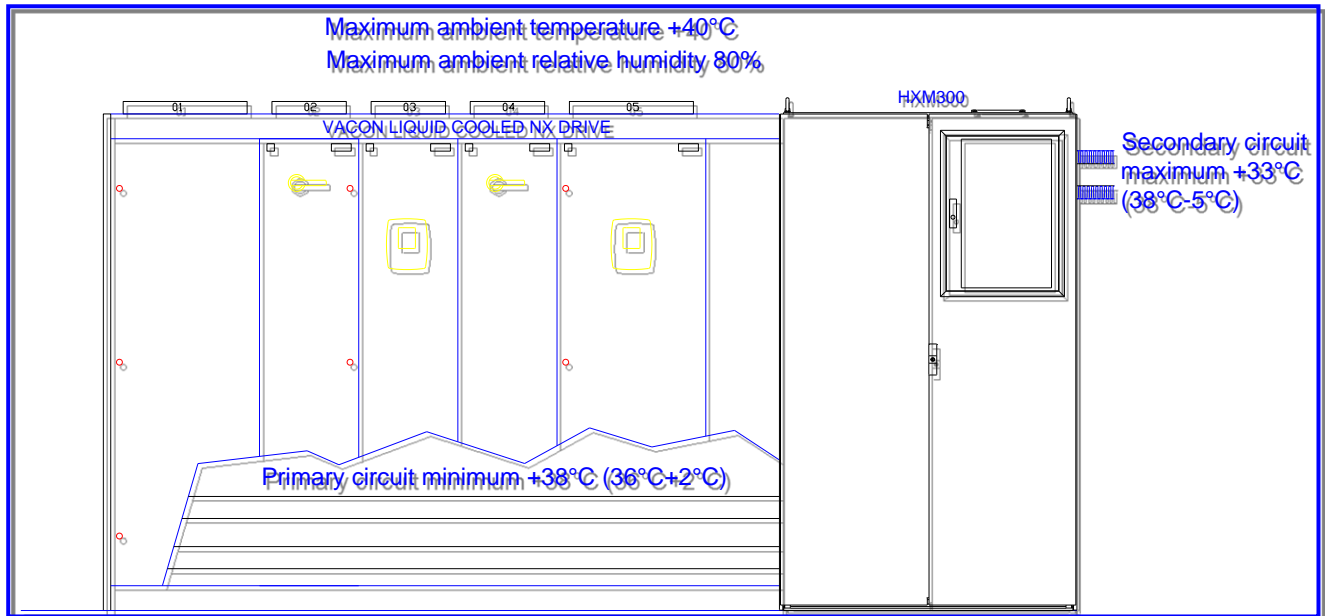 Maximum ambient temperature +40°C
Maximum ambient relative humidity 80%
01 02 03 04 05
HXM300
VACON LIQUID COOLED NX DRIVE
Secondary circuit
maximum +33°C
(38°C-5°C)
Primary circuit minimum +38°C (36°C+2°C)